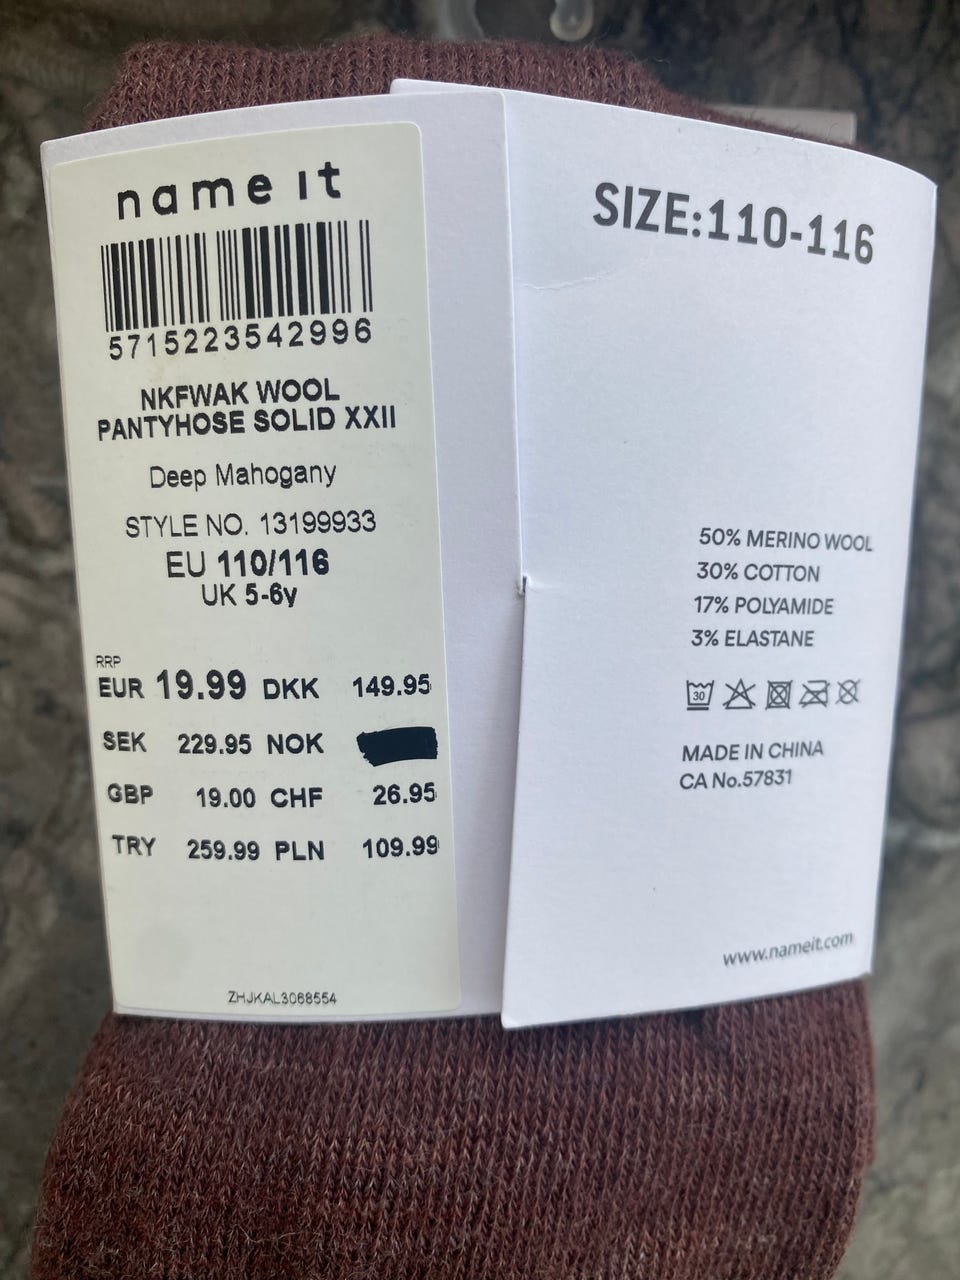 name it
5715223542996
NKFWAK WOOL
PANTYHOSE SOLID XXII
Deep Mahogany
STYLE NO. 13199933
EU 110/116
UK 5-6y
RRP
EUR 19.99 DKK 149.95
SEK 229.95 NOK
GBP 19.00 CHF 26.95
TRY 259.99 PLN 109.99
ZHJKAL3068554
SIZE:110-116
50% MERINO WOOL
30% COTTON
17% POLYAMIDE
3% ELASTANE
30
MADE IN CHINA
CA No.57831
www.nameit.com